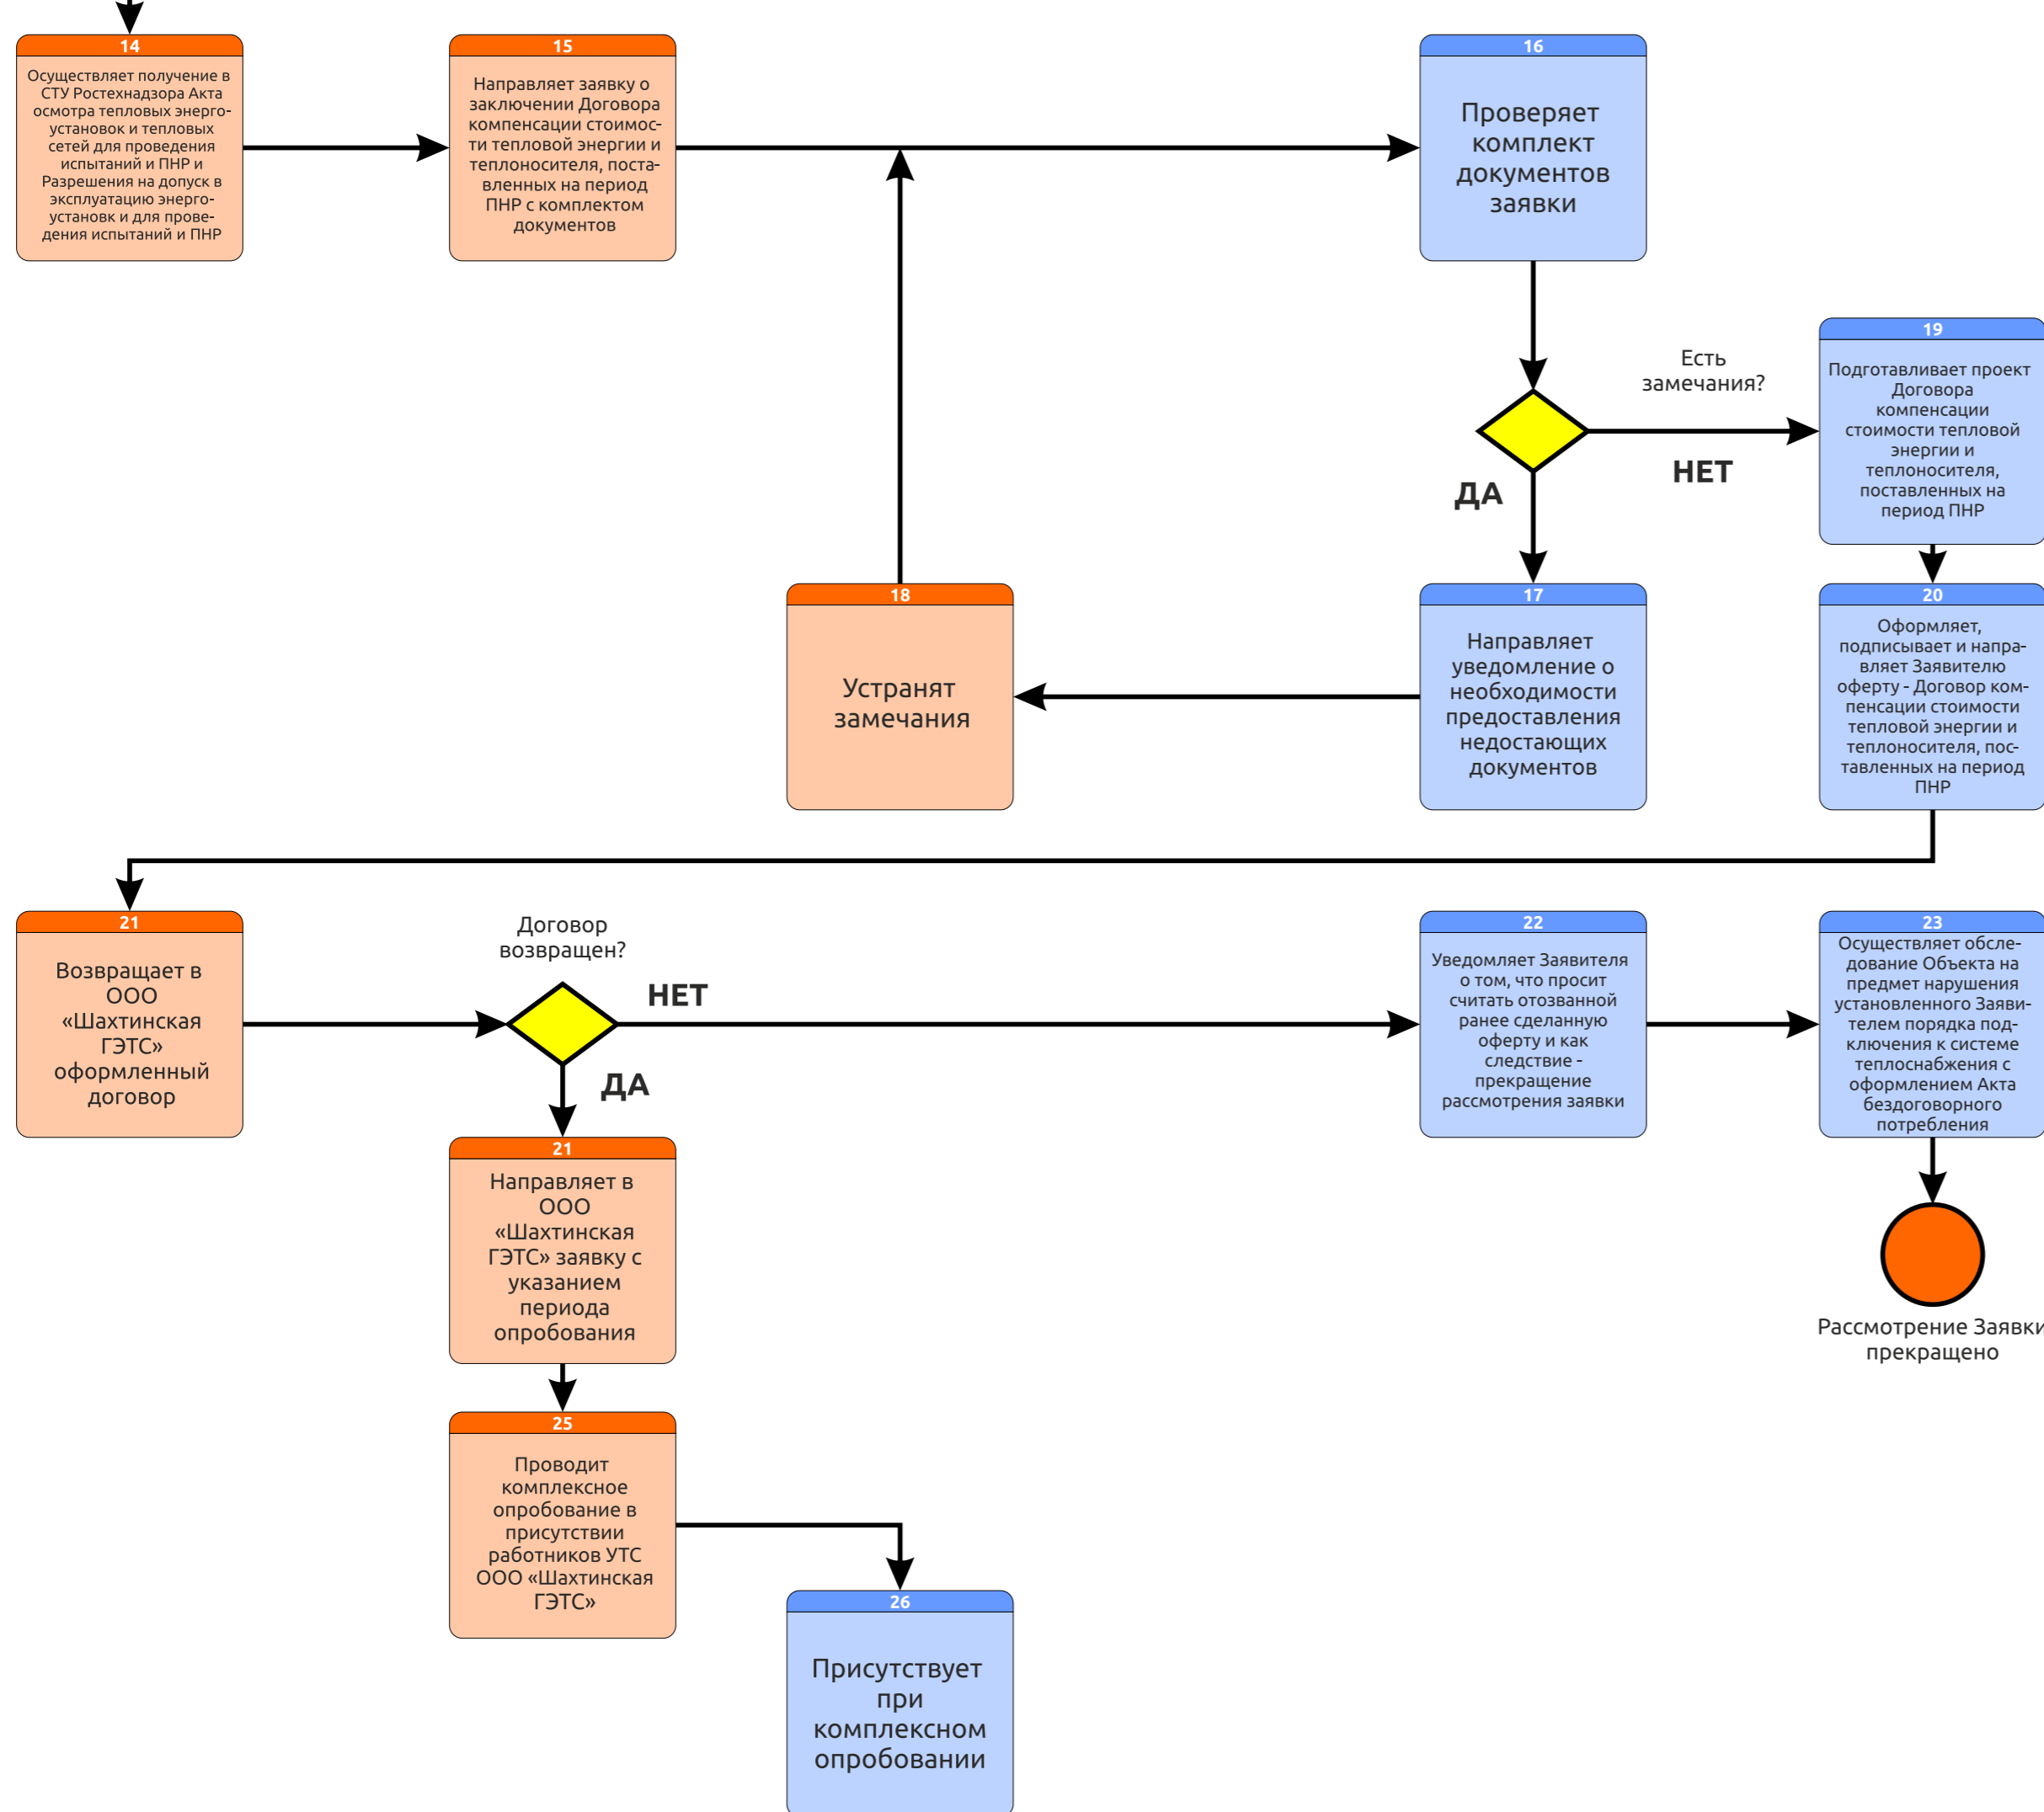 14
Осуществляет получение в
СТУ Ростехнадзора Акта
осмотра тепловых энерго-
установок и тепловых
сетей для проведения
испытаний и ПНР и
Разрешения на допуск в
эксплуатацию энерго-
установк и для прове-
дения испытаний и ПНР
15
Направляет заявку о
заключении Договора
компенсации стоимос-
ти тепловой энергии и
теплоносителя, поста-
вленных на период
ПНР с комплектом
документов
16
Проверяет
комплект
документов
заявки
Есть
замечания?
НЕТ
ДА
19
Подготавливает проект
Договора
компенсации
стоимости тепловой
энергии и
теплоносителя,
поставленных на
период ПНР
18
Устранят
замечания
17
Направляет
уведомление о
необходимости
предоставления
недостающих
документов
20
Оформляет,
подписывает и напра-
вляет Заявителю
оферту - Договор ком-
пенсации стоимости
тепловой энергии и
теплоносителя, пос-
тавленных на период
ПНР
21
Возвращает в
ООО
«Шахтинская
ГЭТС»
оформленный
договор
Договор
возвращен?
НЕТ
ДА
22
Уведомляет Заявителя
о том, что просит
считать отозванной
ранее сделанную
оферту и как
следствие -
прекращение
рассмотрения заявки
23
Осуществляет обсле-
дование Объекта на
предмет нарушения
установленного Заяви-
телем порядка под-
ключения к системе
теплоснабжения с
оформлением Акта
бездоговорного
потребления
21
Направляет в
ООО
«Шахтинская
ГЭТС» заявку с
указанием
периода
опробования
Рассмотрение Заявки
прекращено
25
Проводит
комплексное
опробование в
присутствии
работников УТС
ООО «Шахтинская
ГЭТС»
26
Присутствует
при
комплексном
опробовании